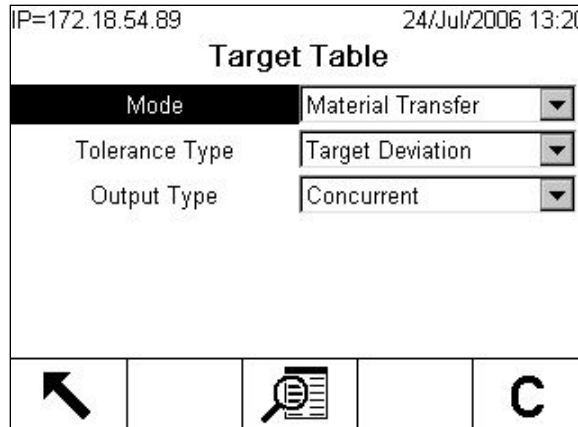 IP=172.18.54.89 24/Jul/2006 13:20
Target Table
Mode Material Transfer
Tolerance Type Target Deviation
Output Type Concurrent
C